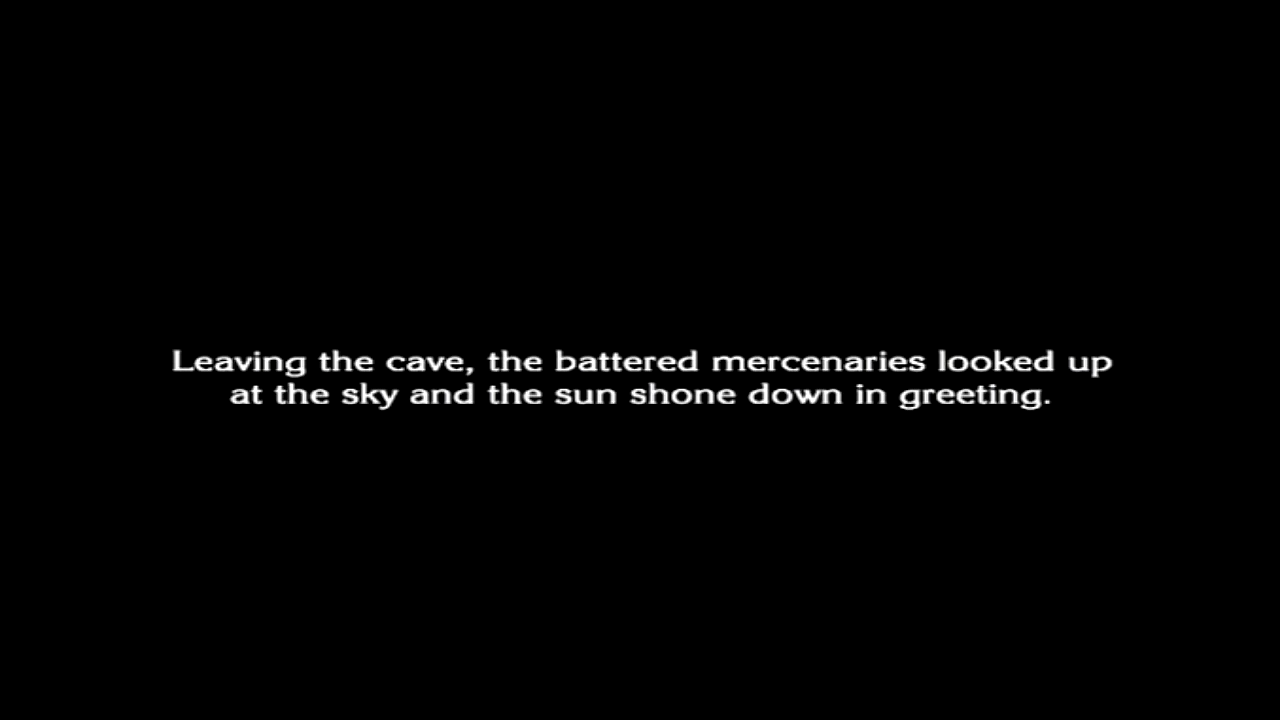 Leaving the cave, the battered mercenaries looked up
at the sky and the sun shone down in greeting.